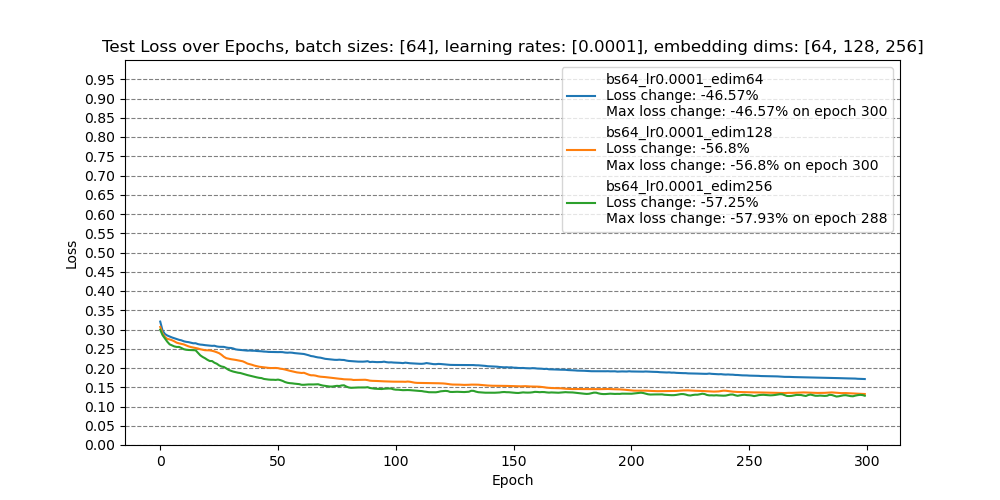 Test Loss over Epochs, batch sizes: [64], learning rates: [0.0001], embedding dims: [64, 128, 256]
bs64_lr0.0001_edim64
Loss change: -46.57%
Max loss change: -46.57% on epoch 300
bs64_lr0.0001_edim128
Loss change: -56.8%
Max loss change: -56.8% on epoch 300
bs64_lr0.0001_edim256
Loss change: -57.25%
Max loss change: -57.93% on epoch 288
Loss
0.95
0.90
0.85
0.80
0.75
0.70
0.65
0.60
0.55
0.50
0.45
0.40
0.35
0.30
0.25
0.20
0.15
0.10
0.05
0.00
0 50 100 150 200 250 300
Epoch